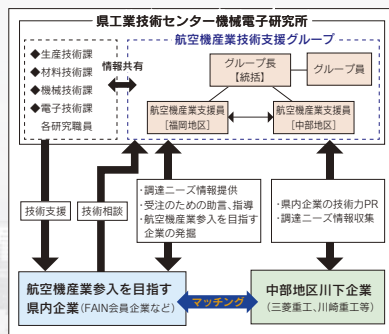 県工業技術センター機械電子研究所
航空機産業技術支援グループ
◆生産技術課
◆材料技術課
◆機械技術課
◆電子技術課
各研究職員
情報共有
グループ長
【統括】
グループ員
航空機産業支援員
[福岡地区]
航空機産業支援員
[中部地区]
技術支援
技術相談
・調達ニーズ情報提供
・受注のための助言、指導
・航空機産業参入を目指す
企業の発掘
・県内企業の技術力PR
・調達ニーズ情報収集
航空機産業参入を目指す
県内企業(FAIN会員企業など)
マッチング
中部地区川下企業
(三菱重工、川崎重工等)